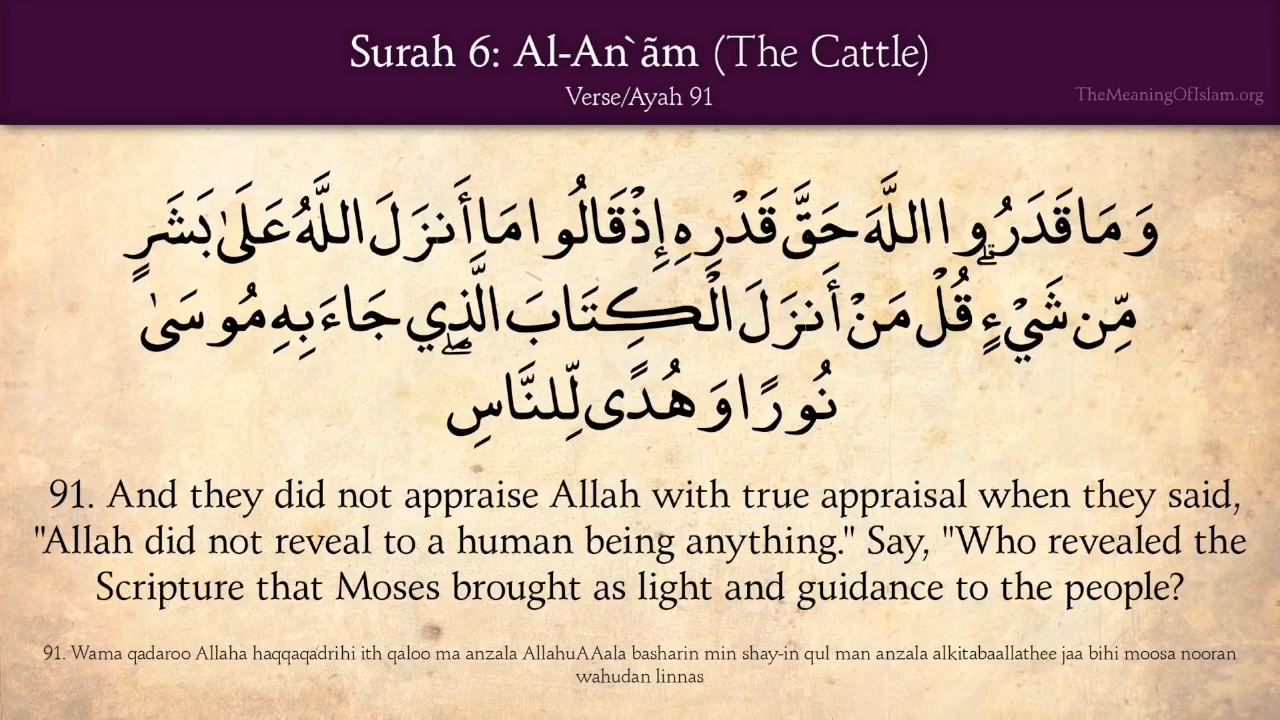 Surah 6: Al-An`ãm (The Cattle)
Verse/Ayah 91
TheMeaningOfIslam.org
وَمَا قَدَرُوا اللَّهَ حَقَّ قَدْرِهِ إِذْ قَالُوا مَا أَنزَلَ اللَّهُ عَلَىٰ بَشَرٍ
مِّن شَيْءٍ ۗ قُلْ مَنْ أَنزَلَ الْكِتَابَ الَّذِي جَاءَ بِهِ مُوسَىٰ
نُورًا وَهُدًى لِّلنَّاسِ ۖ
91. And they did not appraise Allah with true appraisal when they said,
"Allah did not reveal to a human being anything." Say, "Who revealed the
Scripture that Moses brought as light and guidance to the people?
91. Wama qadaroo Allaha haqqaqadrihi ith qaloo ma anzala AllahuAAala basharin min shay-in qul man anzala alkitabaallathee jaa bihi moosa nooran
wahudan linnas